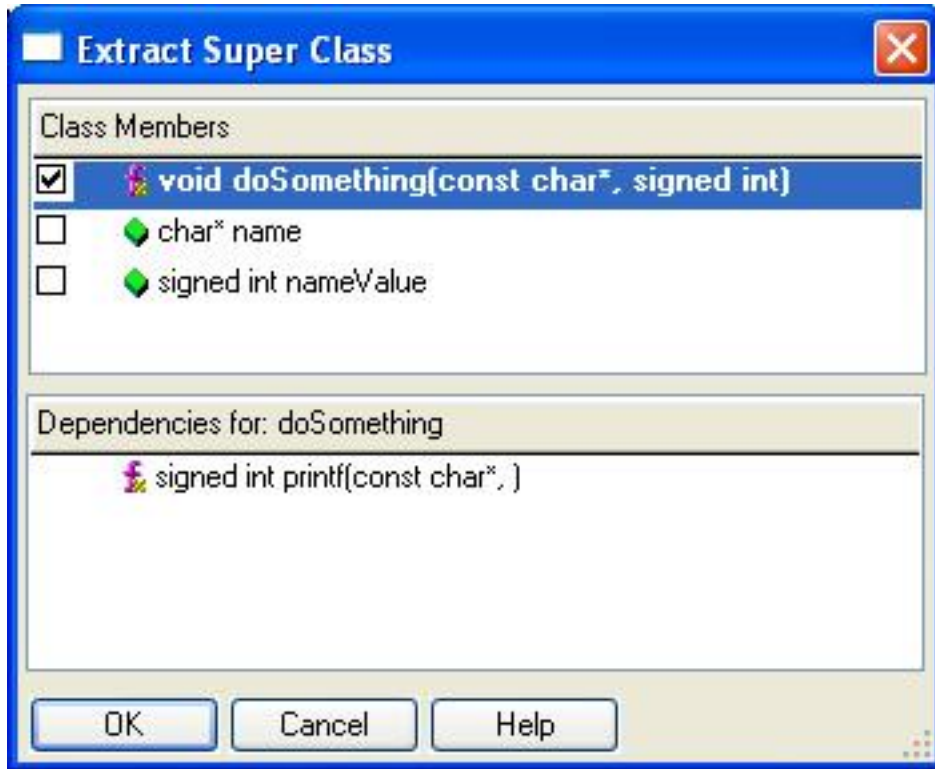 Extract Super Class
Class Members
void doSomething(const char*, signed int)
char* name
signed int nameValue
Dependencies for: doSomething
signed int printf(const char*, )
OK Cancel Help